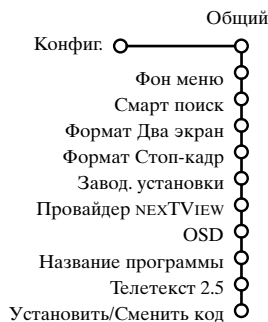 Общий
Конфиг.
Фон меню
Смарт поиск
Формат Два экран
Формат Стоп-кадр
Завод. установки
Провайдер NEXTVIEW
OSD
Название программы
Телетекст 2.5
Установить/Сменить код